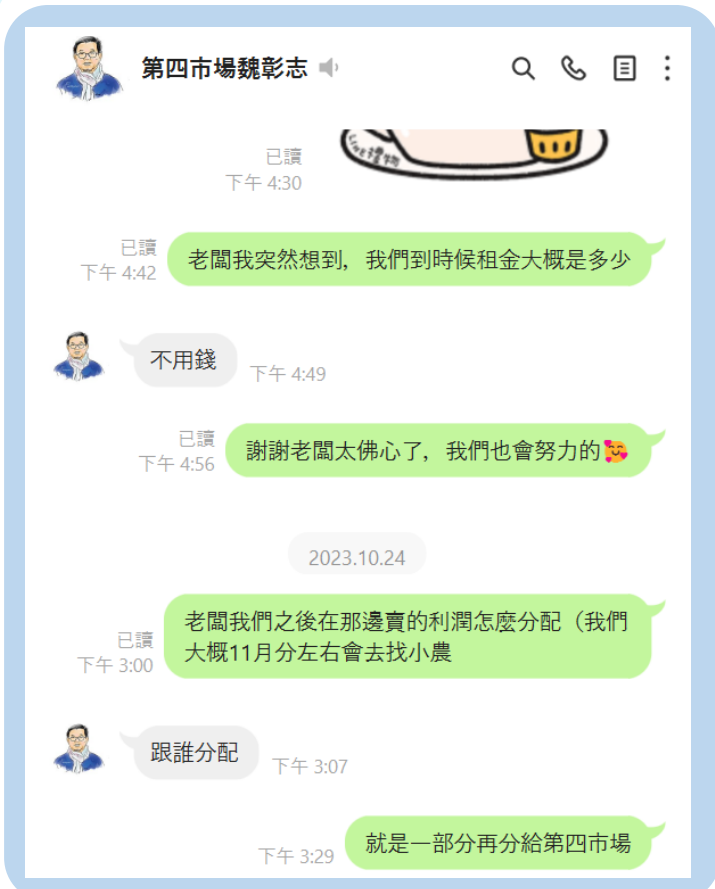 第四市場魏彰志
LINE禮物
已讀
下午 4:30
已讀
下午 4:42
老闆我突然想到，我們到時候租金大概是多少
不用錢
下午 4:49
已讀
下午 4:56
謝謝老闆太佛心了，我們也會努力的🥰
2023.10.24
已讀
下午 3:00
老闆我們之後在那邊賣的利潤怎麼分配（我們
大概11月分左右會去找小農
跟誰分配
下午 3:07
下午 3:29
就是一部分再分給第四市場